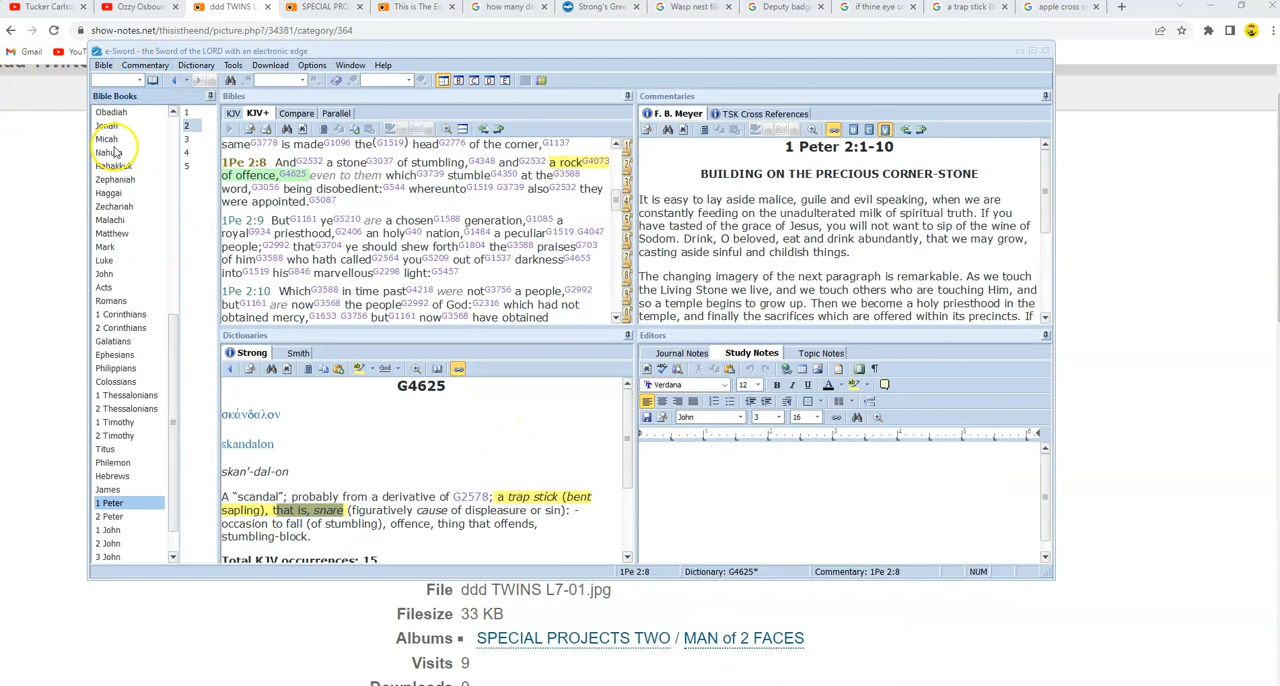 Tucker Carlso
Ozzy Osbour
ddd TWINS L
SPECIAL PRO
This is The E
how many di
Strong's Gre
Wasp nest fil
Deputy badg
if thine eye of
a trap stick (b
apple cross s
show-notes.net/thisistheend/picture.php?/34381/category/364
Gmail
e-Sword - the Sword of the LORD with an electronic edge
Bible Commentary Dictionary Tools Download Options Window Help
Bible Books
Obadiah 1
Jonah 2
Micah 3
Nahum 4
Habakkuk 5
Zephaniah
Haggai
Zechariah
Malachi
Matthew
Mark
Luke
John
Acts
Romans
1 Corinthians
2 Corinthians
Galatians
Ephesians
Philippians
Colossians
1 Thessalonians
2 Thessalonians
1 Timothy
2 Timothy
Titus
Philemon
Hebrews
James
1 Peter
2 Peter
1 John
2 John
3 John
Bibles
KJV KJV+ Compare Parallel
same G3778 is made G1096 the G1519 head G2776 of the corner, G1137
1Pe 2:8 And G2532 a stone G3037 of stumbling, G4348 and G2532 a rock G4073
of offence, G4625 even to them which G3739 stumble G4350 at the
word, G3056 being disobedient: G544 whereunto G1519 G3739 also G2532 they
were appointed. G5087
1Pe 2:9 But G1161 ye G5210 are a chosen G1588 generation, G1085 a
royal G934 priesthood, G2406 an holy G40 nation, G1484 a peculiar G1519 G4047
people; G2992 that G3704 ye should shew forth G1804 the G1588 praises G703
of him who hath called G2564 you G5209 out of G1537 darkness G4655
into G1519 his G846 marvellous G2298 light: G5457
1Pe 2:10 Which G3588 in time past G4218 were not G3756 a people, G2992
but G1161 are now G3568 the people G2992 of God: G2316 which had not
obtained mercy, G1653 G3756 but G1161 now G3568 have obtained
Commentaries
F. B. Meyer TSK Cross References
1 Peter 2:1-10
BUILDING ON THE PRECIOUS CORNER-STONE
It is easy to lay aside malice, guile and evil speaking, when we are
constantly feeding on the unadulterated milk of spiritual truth. If you
have tasted of the grace of Jesus, you will not want to sip of the wine of
Sodom. Drink, O beloved, eat and drink abundantly, that we may grow,
casting aside sinful and childish things.
The changing imagery of the next paragraph is remarkable. As we touch
the Living Stone we live, and as we touch others who are touching Him, and
so a temple begins to grow up. Then we become a holy priesthood in the
temple, and finally the sacrifices which are offered within its precincts. If
Dictionaries
Strong Smith
G4625
σκάνδαλον
skandalon
skan'-dal-on
A “scandal”; probably from a derivative of G2578; a trap stick (bent
sapling), that is, snare (figuratively cause of displeasure or sin): -
occasion to fall (of stumbling), offence, thing that offends,
stumbling-block.
Total KJV occurrences: 15
Editors
Journal Notes Study Notes Topic Notes
Verdana 12 B I U A
John 3 16
1Pe 2:8 Dictionary: G4625* Commentary: 1Pe 2:8 NUM
File ddd TWINS L7-01.jpg
Filesize 33 KB
Albums ▪ SPECIAL PROJECTS TWO / MAN of 2 FACES
Visits 9